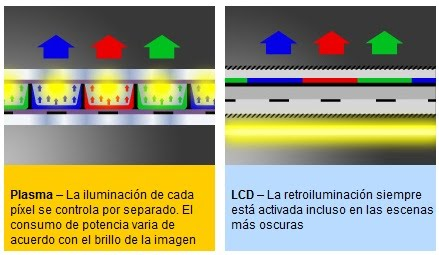 Plasma – La iluminación de cada
píxel se controla por separado. El
consumo de potencia varia de
acuerdo con el brillo de la imagen
LCD – La retroiluminación siempre
está activada incluso en las escenas
más oscuras